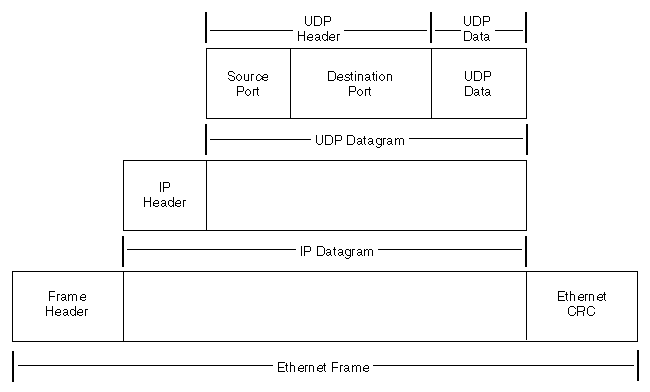 UDP Header
UDP Data
Source Port
Destination Port
UDP Data
UDP Datagram
IP Header
IP Datagram
Frame Header
Ethernet CRC
Ethernet Frame